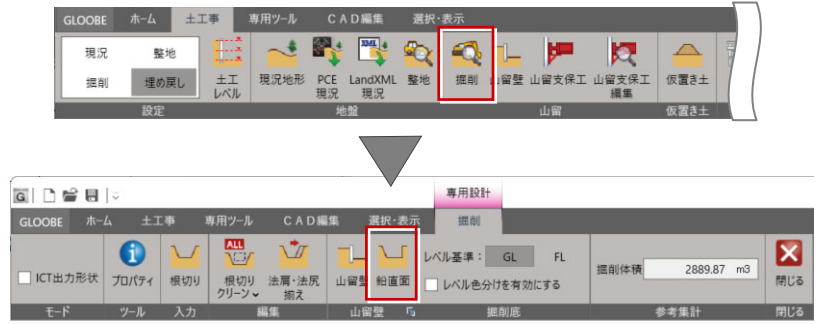 GLOOBE ホーム 土工事 専用ツール CAD編集 選択・表示
現況 整地
掘削 埋め戻し
土工
レベル
現況地形
PCE
現況
LandXML
現況
整地
掘削
山留壁
山留支保工
山留支保工
編集
仮置き土
設定 地盤 山留 仮置き土
専用設計
GLOOBE ホーム 土工事 専用ツール CAD編集 選択・表示 掘削
ICT出力形状
プロパティ
根切り
ALL
根切り
クリーン
法肩・法尻
揃え
山留壁
鉛直面
レベル基準： GL FL
レベル色分けを有効にする
掘削体積 2889.87 m3
閉じる
モード ツール 入力 編集 山留壁 掘削底 参考集計 閉じる